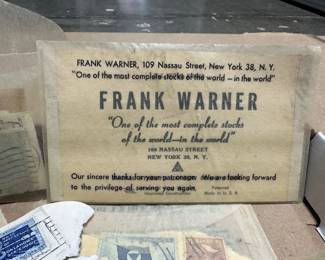 FRANK WARNER, 109 Nassau Street, New York 38, N. Y.
"One of the most complete stocks of the world — in the world"
FRANK WARNER
"One of the most complete stocks
of the world—in the world"
109 NASSAU STREET
NEW YORK 38, N. Y.
Our sincere thanks for your patronage. We are looking forward
to the privilege of serving you again.
Patented
Made in U. S. A.